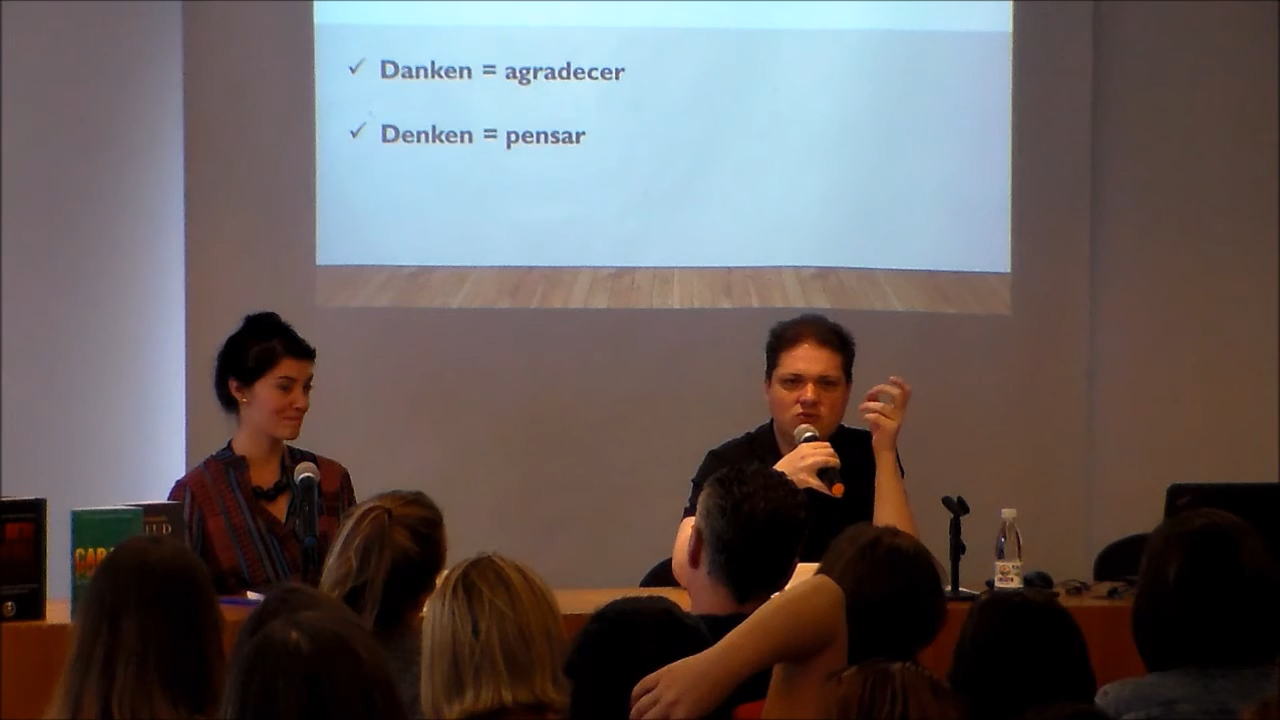 ✓ Danken = agradecer
✓ Denken = pensar